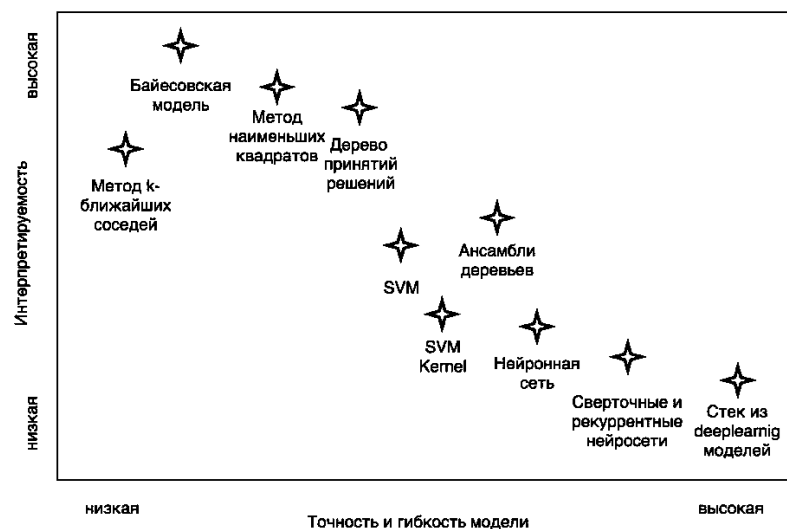 высокая
Интерпретируемость
низкая
Байесовская
модель
Метод
наименьших
квадратов
Дерево
принятий
решений
Метод k-
ближайших
соседей
Ансамбли
деревьев
SVM
SVM
Kernel
Нейронная
сеть
Сверточные и
рекуррентные
нейросети
Стек из
deeplearnig
моделей
низкая
Точность и гибкость модели
высокая